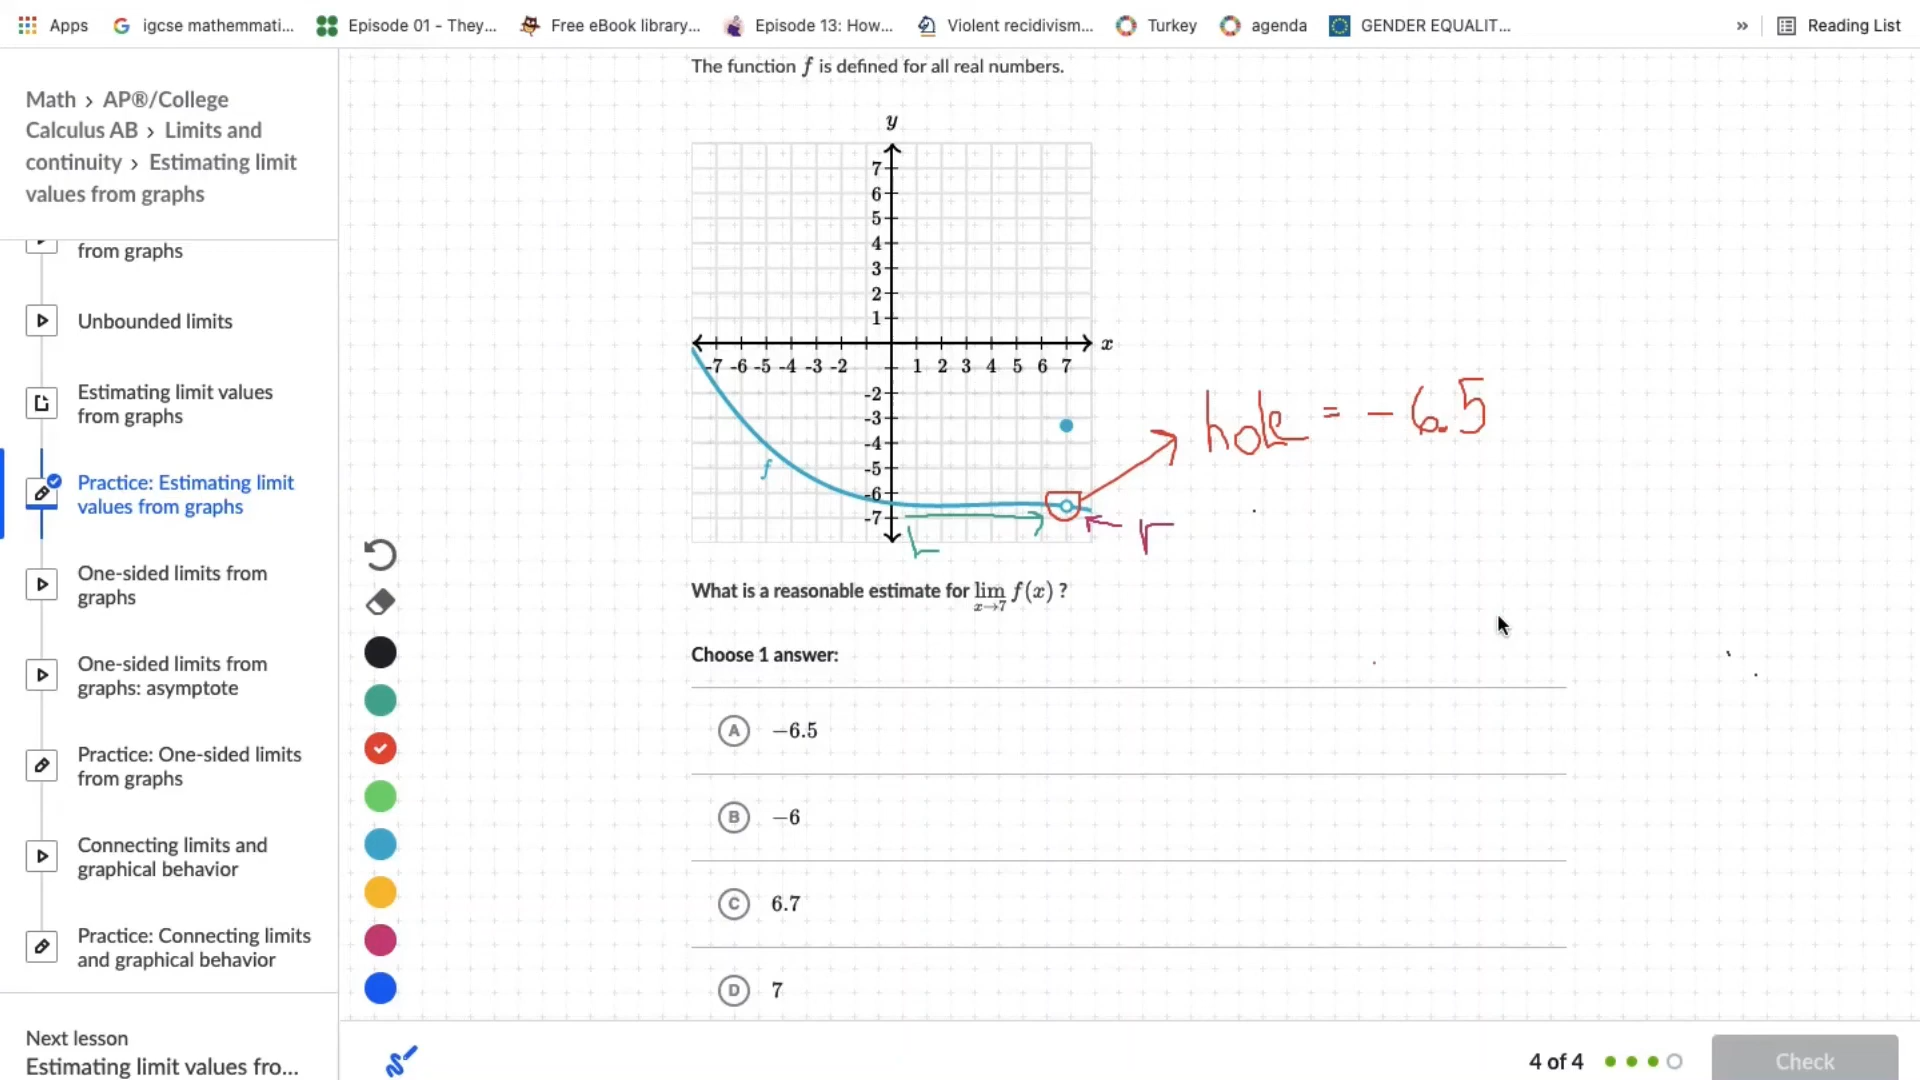 Apps igcse mathemmati... Episode 01 - They... Free eBook library... Episode 13: How... Violent recidivism... Turkey agenda GENDER EQUALIT... » Reading List
Math › AP®/College
Calculus AB › Limits and
continuity › Estimating limit
values from graphs
from graphs
Unbounded limits
Estimating limit values
from graphs
Practice: Estimating limit
values from graphs
One-sided limits from
graphs
One-sided limits from
graphs: asymptote
Practice: One-sided limits
from graphs
Connecting limits and
graphical behavior
Practice: Connecting limits
and graphical behavior
Next lesson
Estimating limit values fro...
The function f is defined for all real numbers.
y
7
6
5
4
3
2
1
x
-7 -6 -5 -4 -3 -2 1 2 3 4 5 6 7
-2
-3
-4
-5
-6
-7
f
hole = - 6.5
r
What is a reasonable estimate for lim x→7 f(x) ?
Choose 1 answer:
A −6.5
B −6
C 6.7
D 7
4 of 4
Check